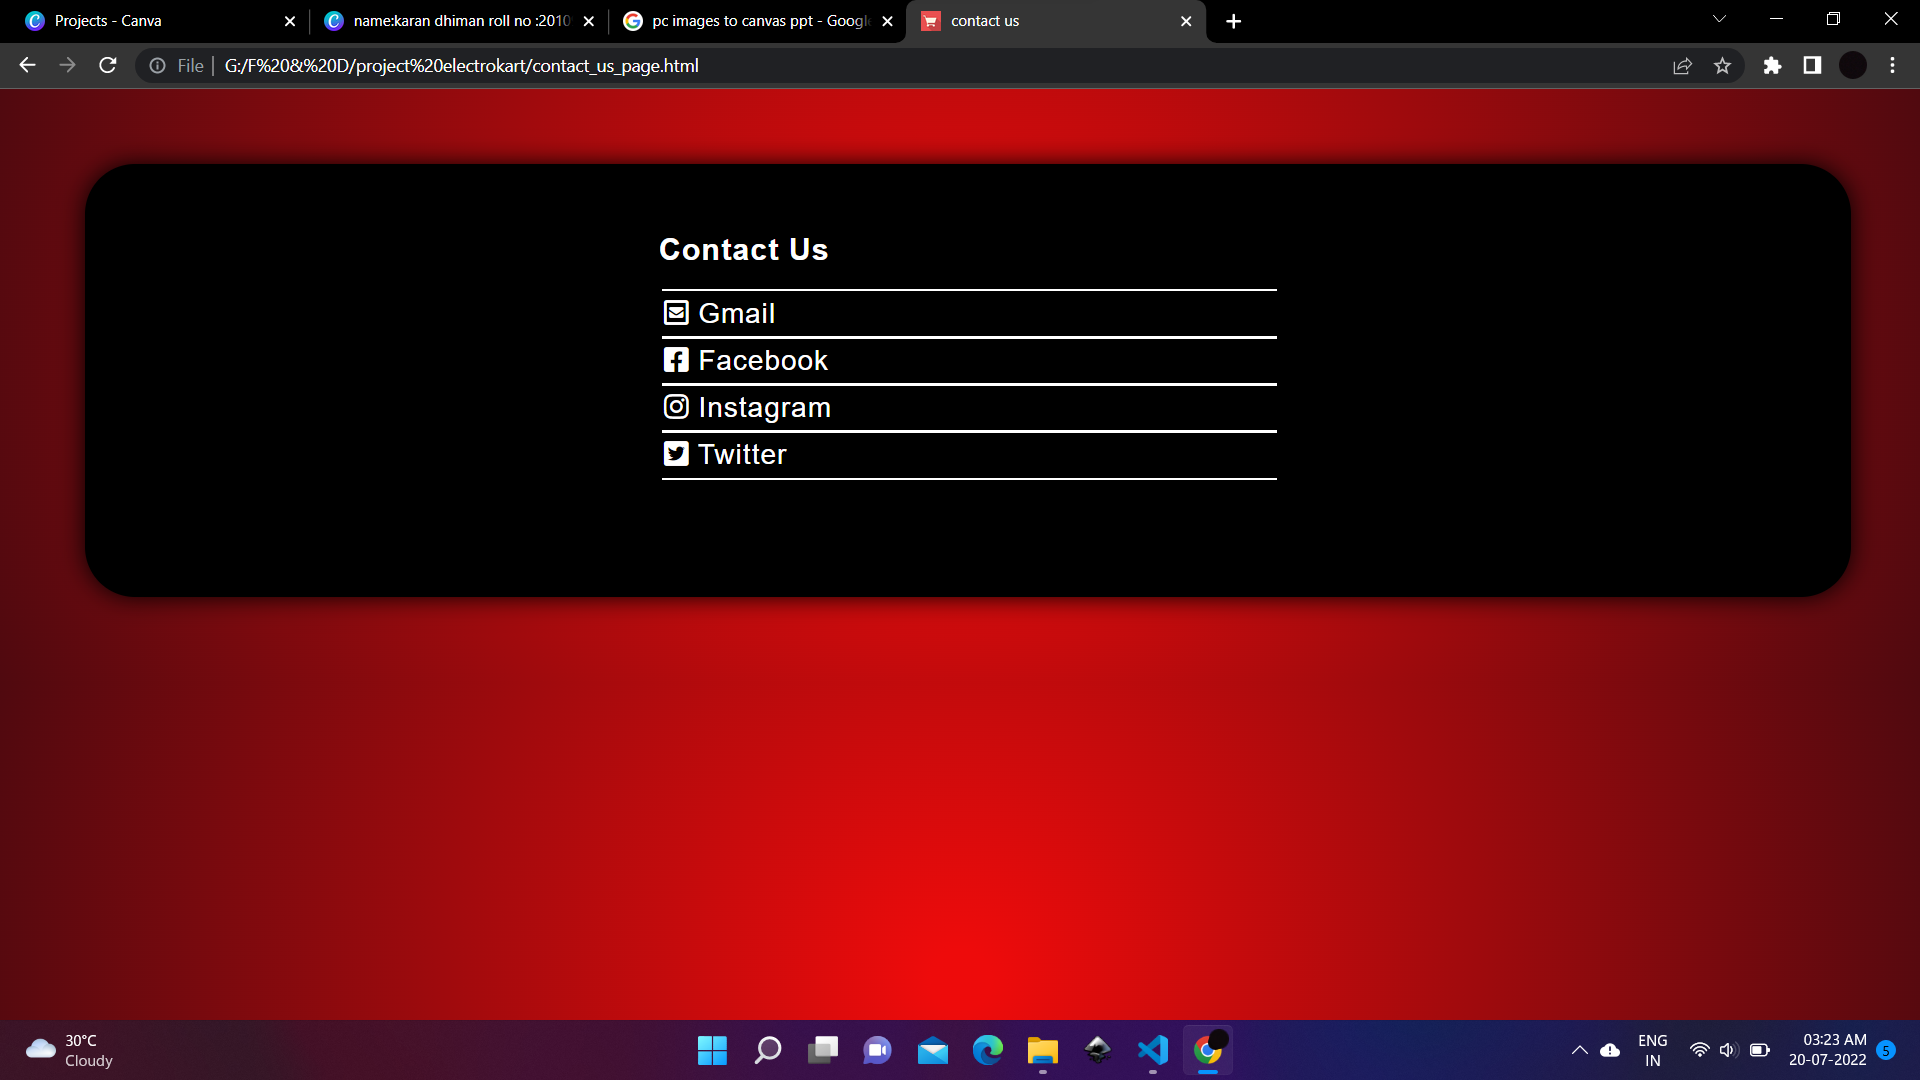 Projects - Canva
name:karan dhiman roll no :2010
pc images to canvas ppt - Google
contact us
File
G:/F%20&%20D/project%20electrokart/contact_us_page.html
Contact Us
Gmail
Facebook
Instagram
Twitter
30°C
Cloudy
ENG
IN
03:23 AM
20-07-2022
5